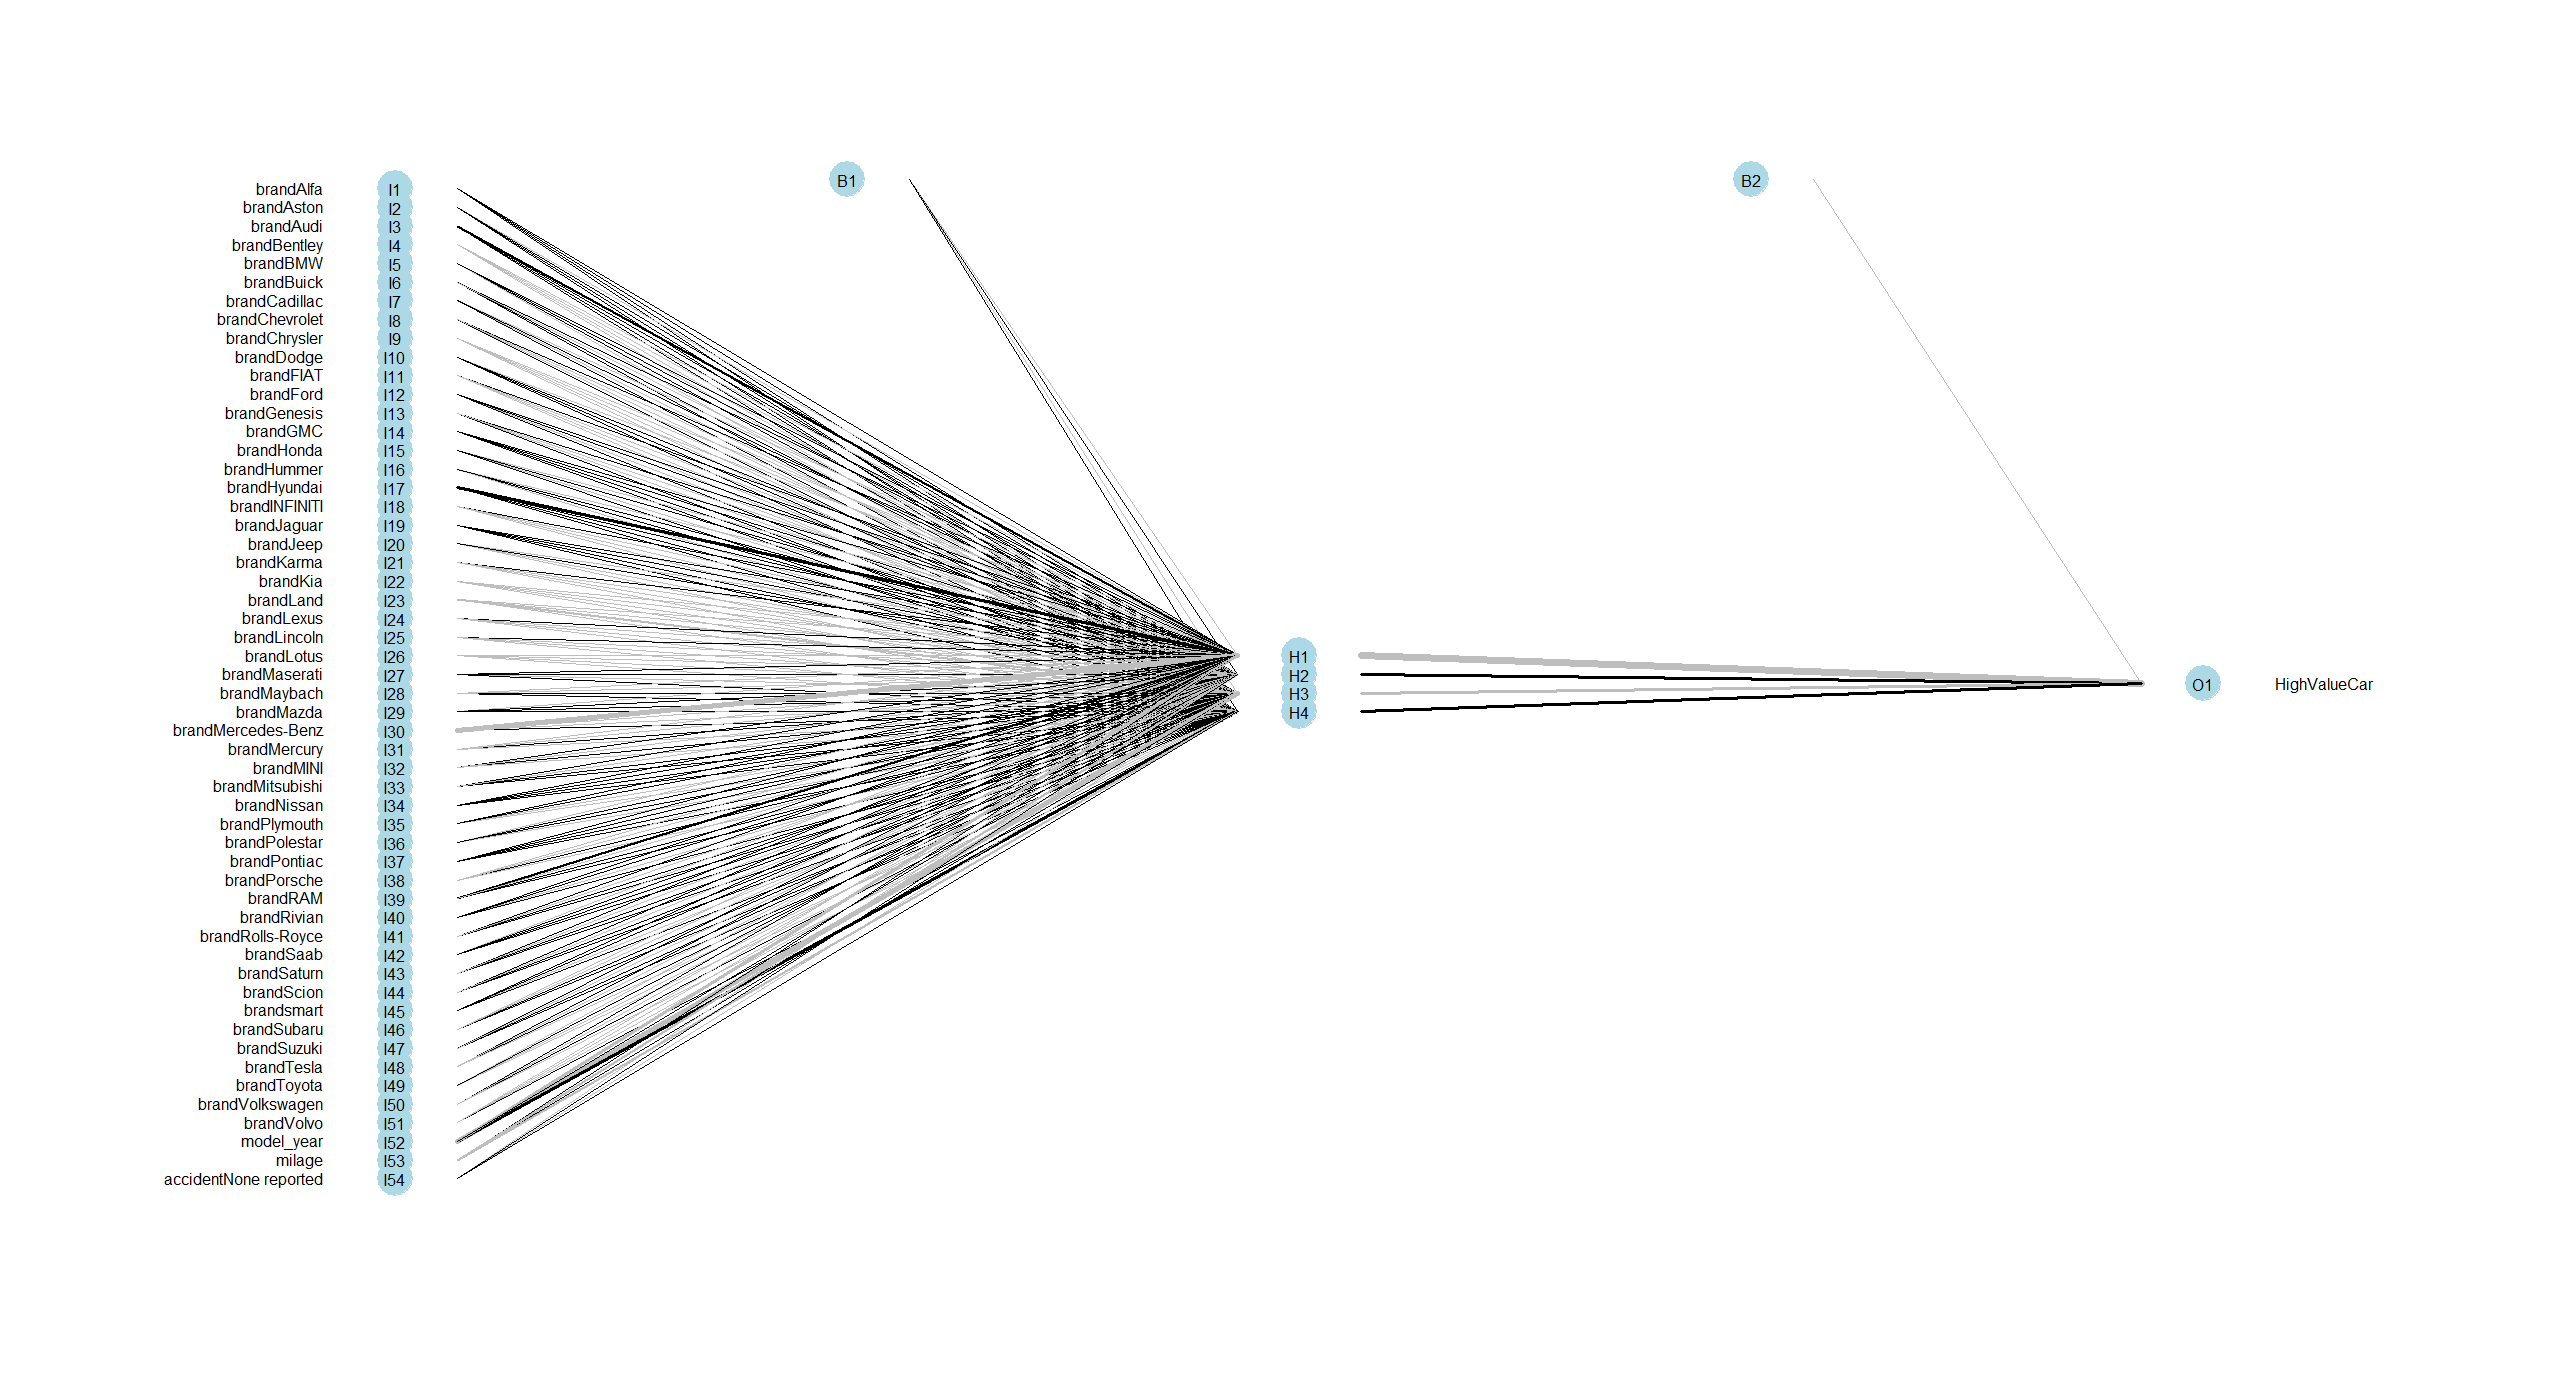 B1 B2
brandAlfa I1
brandAston I2
brandAudi I3
brandBentley I4
brandBMW I5
brandBuick I6
brandCadillac I7
brandChevrolet I8
brandChrysler I9
brandDodge I10
brandFIAT I11
brandFord I12
brandGenesis I13
brandGMC I14
brandHonda I15
brandHummer I16
brandHyundai I17
brandINFINITI I18
brandJaguar I19
brandJeep I20
brandKarma I21
brandKia I22
brandLand I23
brandLexus I24
brandLincoln I25
brandLotus I26
brandMaserati I27
brandMaybach I28
brandMazda I29
brandMercedes-Benz I30
brandMercury I31
brandMINI I32
brandMitsubishi I33
brandNissan I34
brandPlymouth I35
brandPolestar I36
brandPontiac I37
brandPorsche I38
brandRAM I39
brandRivian I40
brandRolls-Royce I41
brandSaab I42
brandSaturn I43
brandScion I44
brandsmart I45
brandSubaru I46
brandSuzuki I47
brandTesla I48
brandToyota I49
brandVolkswagen I50
brandVolvo I51
model_year I52
milage I53
accidentNone reported I54
H1
H2
H3
H4
O1 HighValueCar